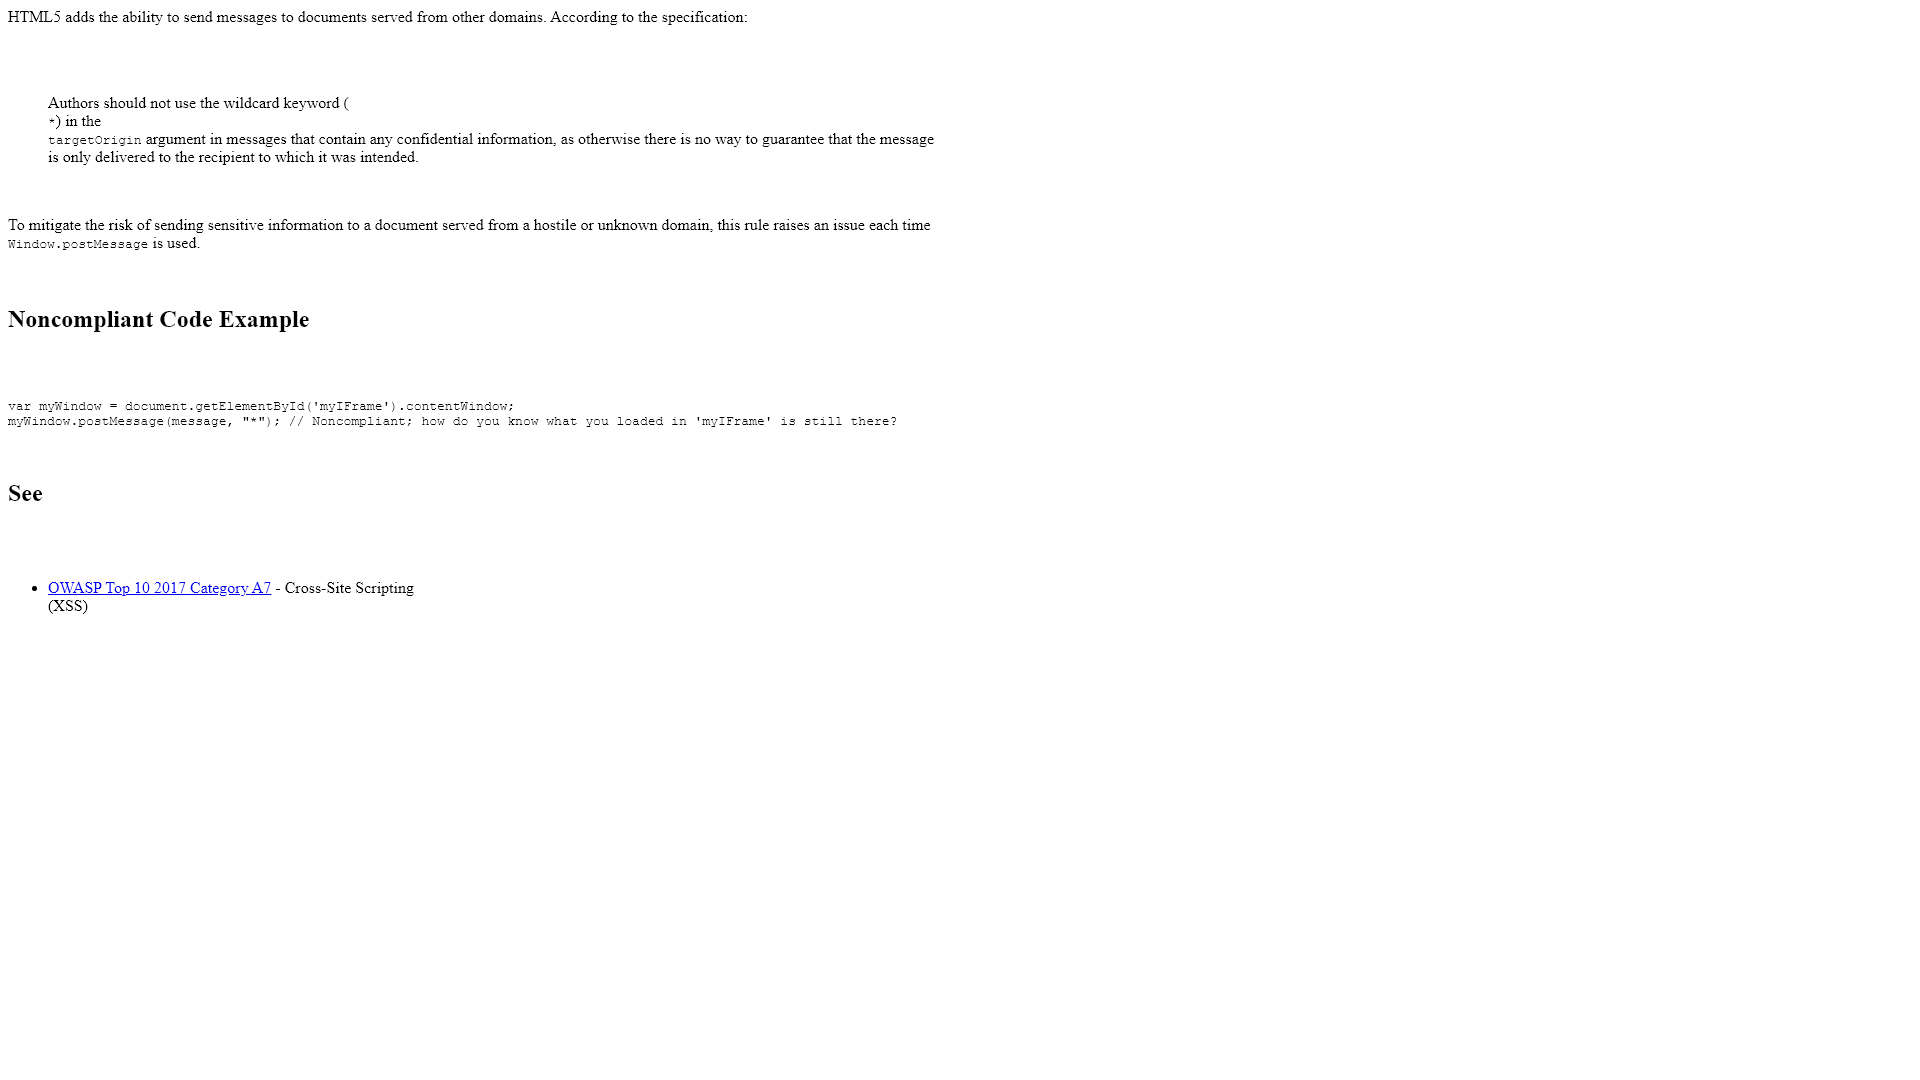 HTML5 adds the ability to send messages to documents served from other domains. According to the specification:
Authors should not use the wildcard keyword (
*) in the
targetOrigin argument in messages that contain any confidential information, as otherwise there is no way to guarantee that the message
is only delivered to the recipient to which it was intended.
To mitigate the risk of sending sensitive information to a document served from a hostile or unknown domain, this rule raises an issue each time
Window.postMessage is used.
Noncompliant Code Example
var myWindow = document.getElementById('myIFrame').contentWindow;
myWindow.postMessage(message, "*"); // Noncompliant; how do you know what you loaded in 'myIFrame' is still there?
See
• OWASP Top 10 2017 Category A7 - Cross-Site Scripting
(XSS)